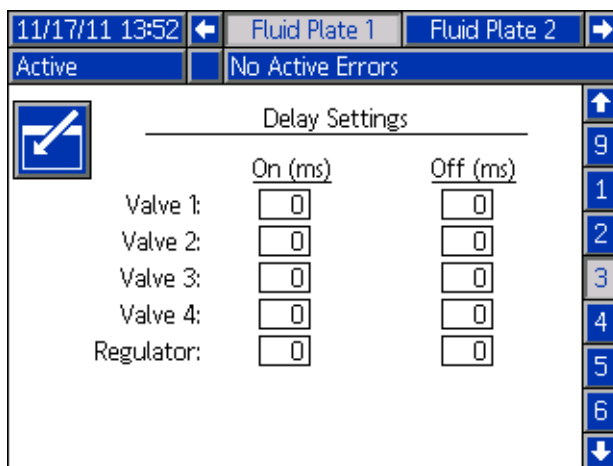 11/17/11 13:52 Fluid Plate 1 Fluid Plate 2
Active No Active Errors
Delay Settings
On (ms) Off (ms)
Valve 1: 0 0
Valve 2: 0 0
Valve 3: 0 0
Valve 4: 0 0
Regulator: 0 0
9
1
2
3
4
5
6